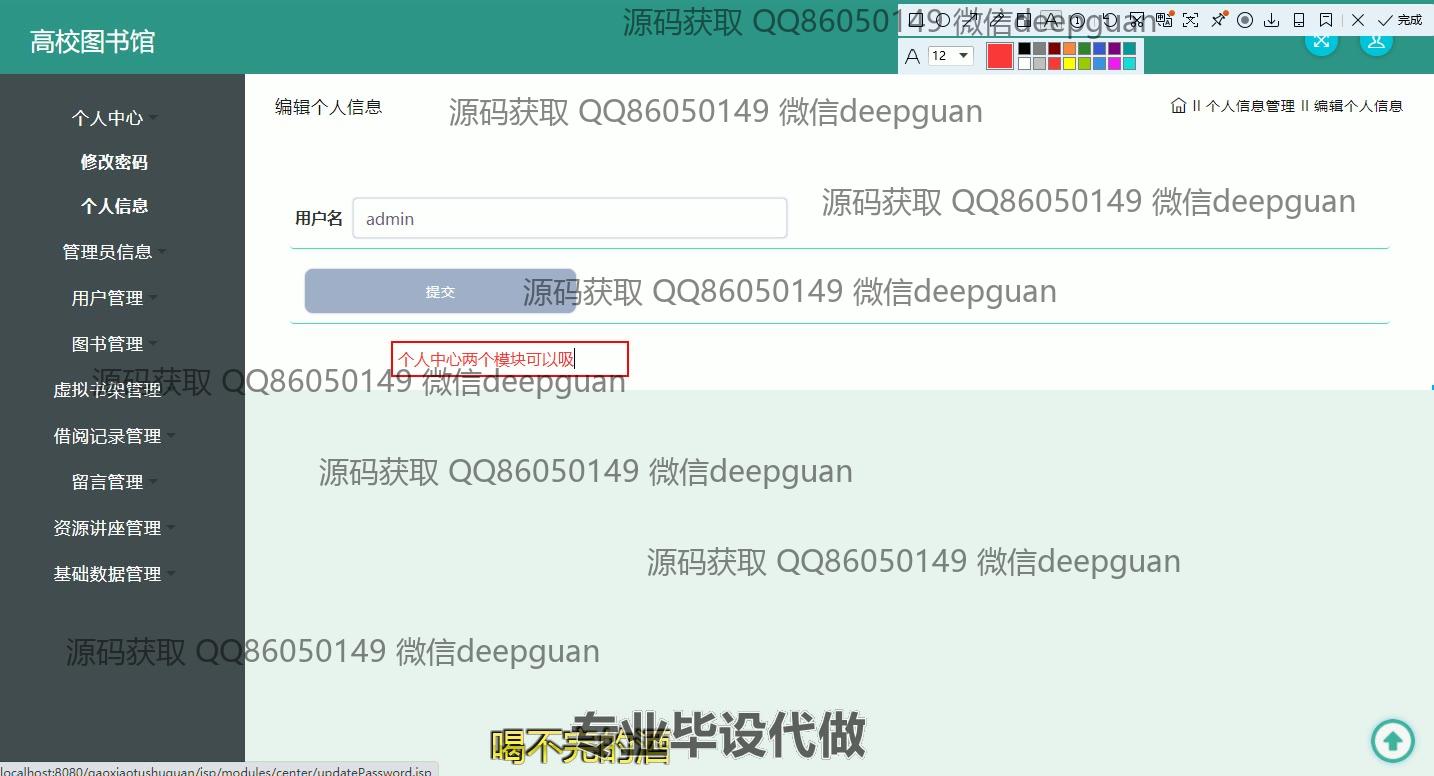 源码获取 QQ86050149 微信deepguan
完成
高校图书馆
A 12
编辑个人信息
源码获取 QQ86050149 微信deepguan
II 个人信息管理 II 编辑个人信息
个人中心
修改密码
个人信息
源码获取 QQ86050149 微信deepguan
用户名 admin
管理员信息
用户管理
提交
源码获取 QQ86050149 微信deepguan
图书管理
个人中心两个模块可以吸
源码获取 QQ86050149 微信deepguan
虚拟书架管理
借阅记录管理
源码获取 QQ86050149 微信deepguan
留言管理
资源讲座管理
源码获取 QQ86050149 微信deepguan
基础数据管理
源码获取 QQ86050149 微信deepguan
专业毕设代做
喝不完的酒
localhost:8080/gaoxiaotushuguan/jsp/modules/center/updatePassword.jsp